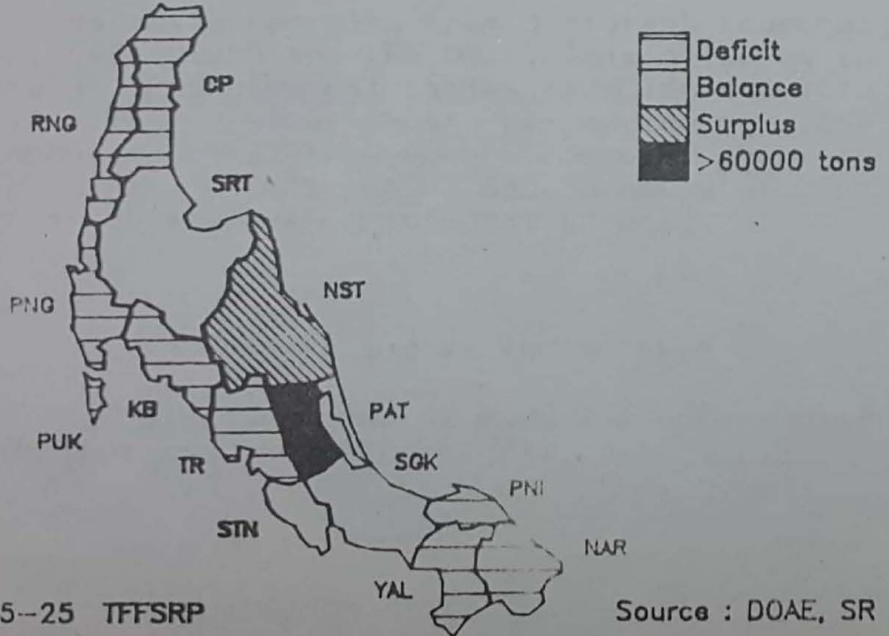 Deficit
CP
Balance
RNG
Surplus
>60000 tons
SRT
NST
PNG
PAT
KB
PUK
SGK
TR
PNI
STN
NAR
YAL
5-25 TFFSRP
Source : DOAE, SR